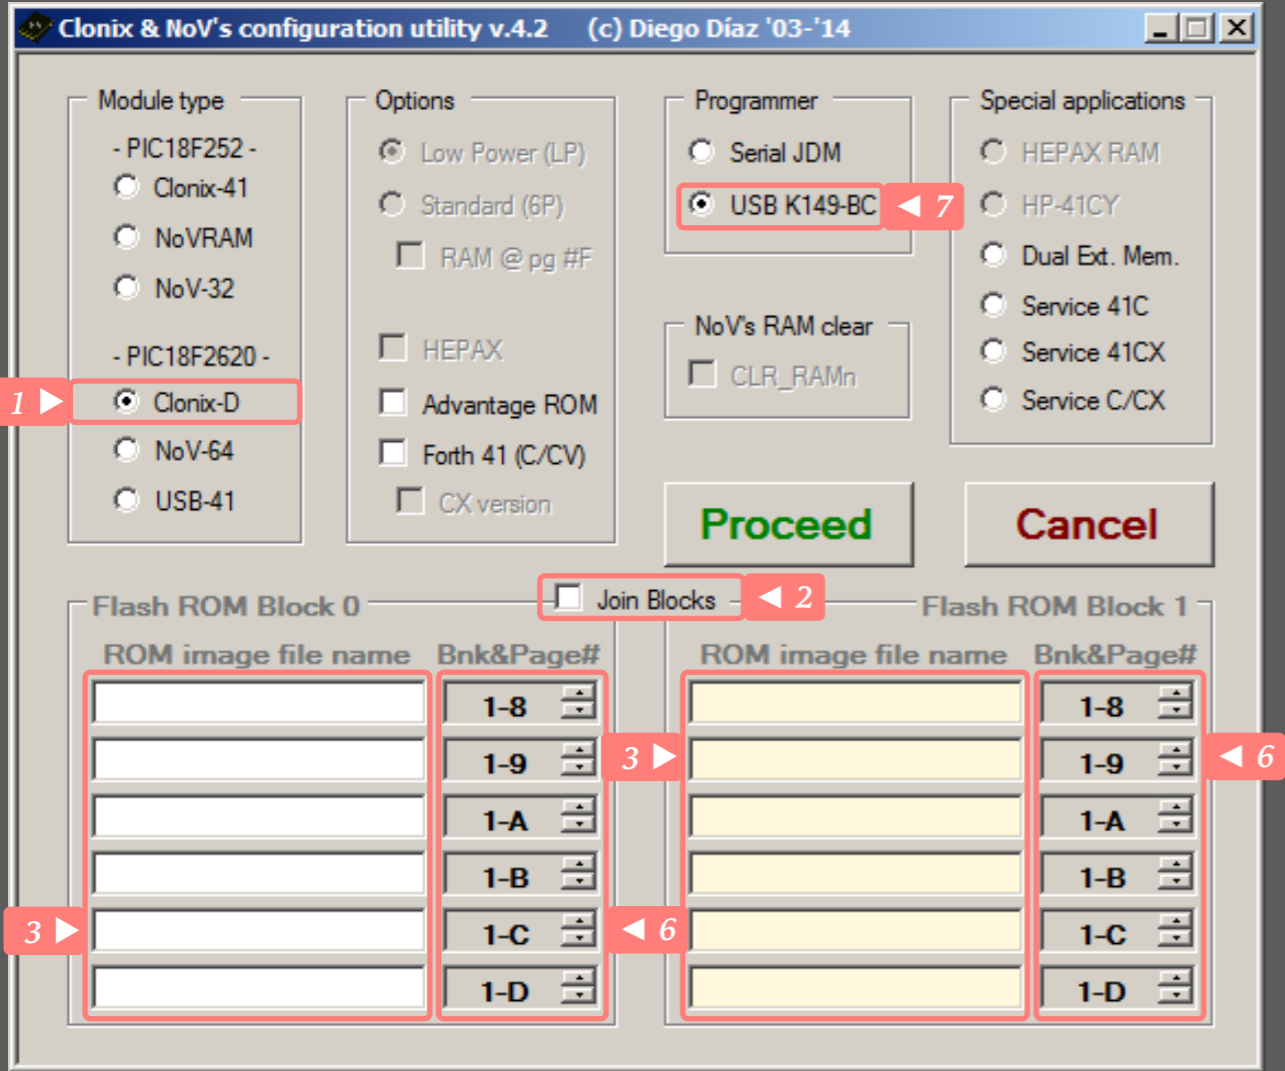 Clonix & NoV's configuration utility v.4.2 (c) Diego Díaz '03-'14
Module type
- PIC18F252 -
Clonix-41
NoVRAM
NoV-32
- PIC18F2620 -
1
Clonix-D
NoV-64
USB-41
Options
Low Power (LP)
Standard (6P)
RAM @ pg #F
HEPAX
Advantage ROM
Forth 41 (C/CV)
CX version
Programmer
Serial JDM
USB K149-BC
7
NoV's RAM clear
CLR_RAMn
Special applications
HEPAX RAM
HP-41CY
Dual Ext. Mem.
Service 41C
Service 41CX
Service C/CX
Proceed
Cancel
Join Blocks
2
Flash ROM Block 0
ROM image file name Bnk&Page#
1-8
1-9
1-A
1-B
3
1-C
6
1-D
Flash ROM Block 1
ROM image file name Bnk&Page#
1-8
3
1-9
6
1-A
1-B
1-C
1-D